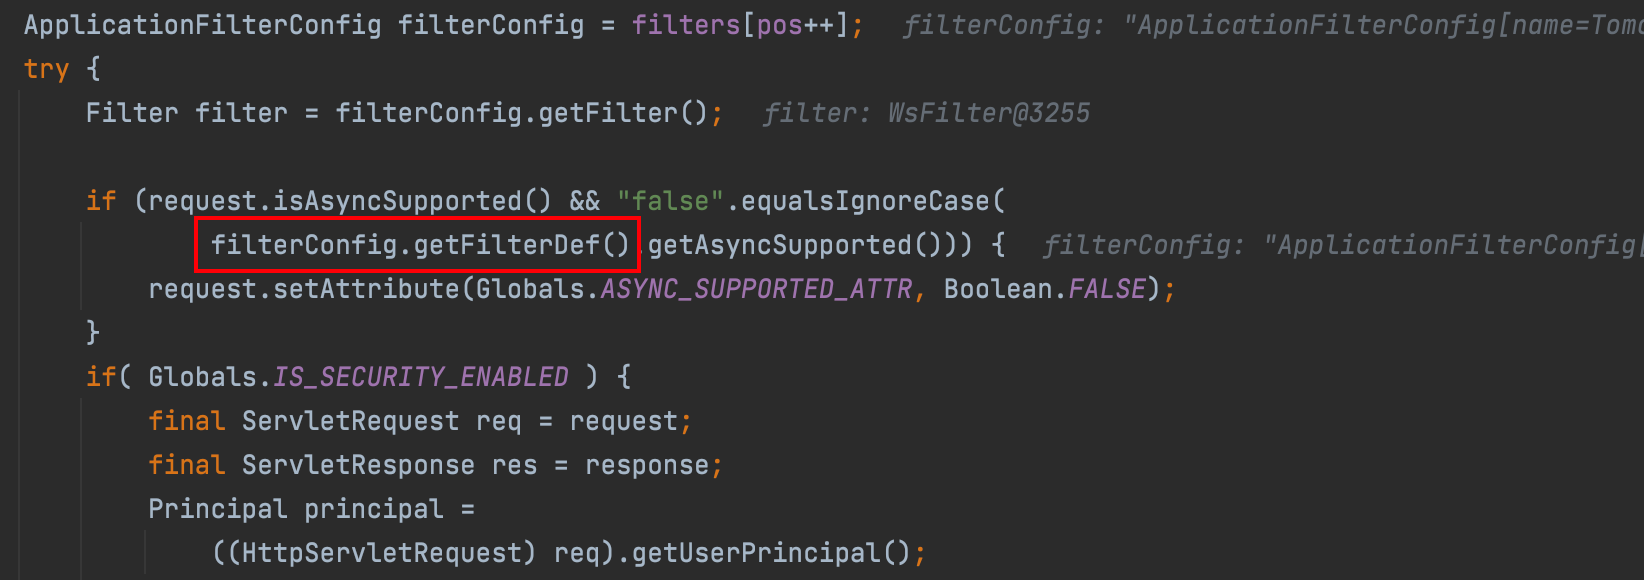 ApplicationFilterConfig filterConfig = filters[pos++]; filterConfig: "ApplicationFilterConfig[name=Tomc
try {
Filter filter = filterConfig.getFilter(); filter: WsFilter@3255
if (request.isAsyncSupported() && "false".equalsIgnoreCase(
filterConfig.getFilterDef().getAsyncSupported())) { filterConfig: "ApplicationFilterConfig[
request.setAttribute(Globals.ASYNC_SUPPORTED_ATTR, Boolean.FALSE);
}
if( Globals.IS_SECURITY_ENABLED ) {
final ServletRequest req = request;
final ServletResponse res = response;
Principal principal =
((HttpServletRequest) req).getUserPrincipal();